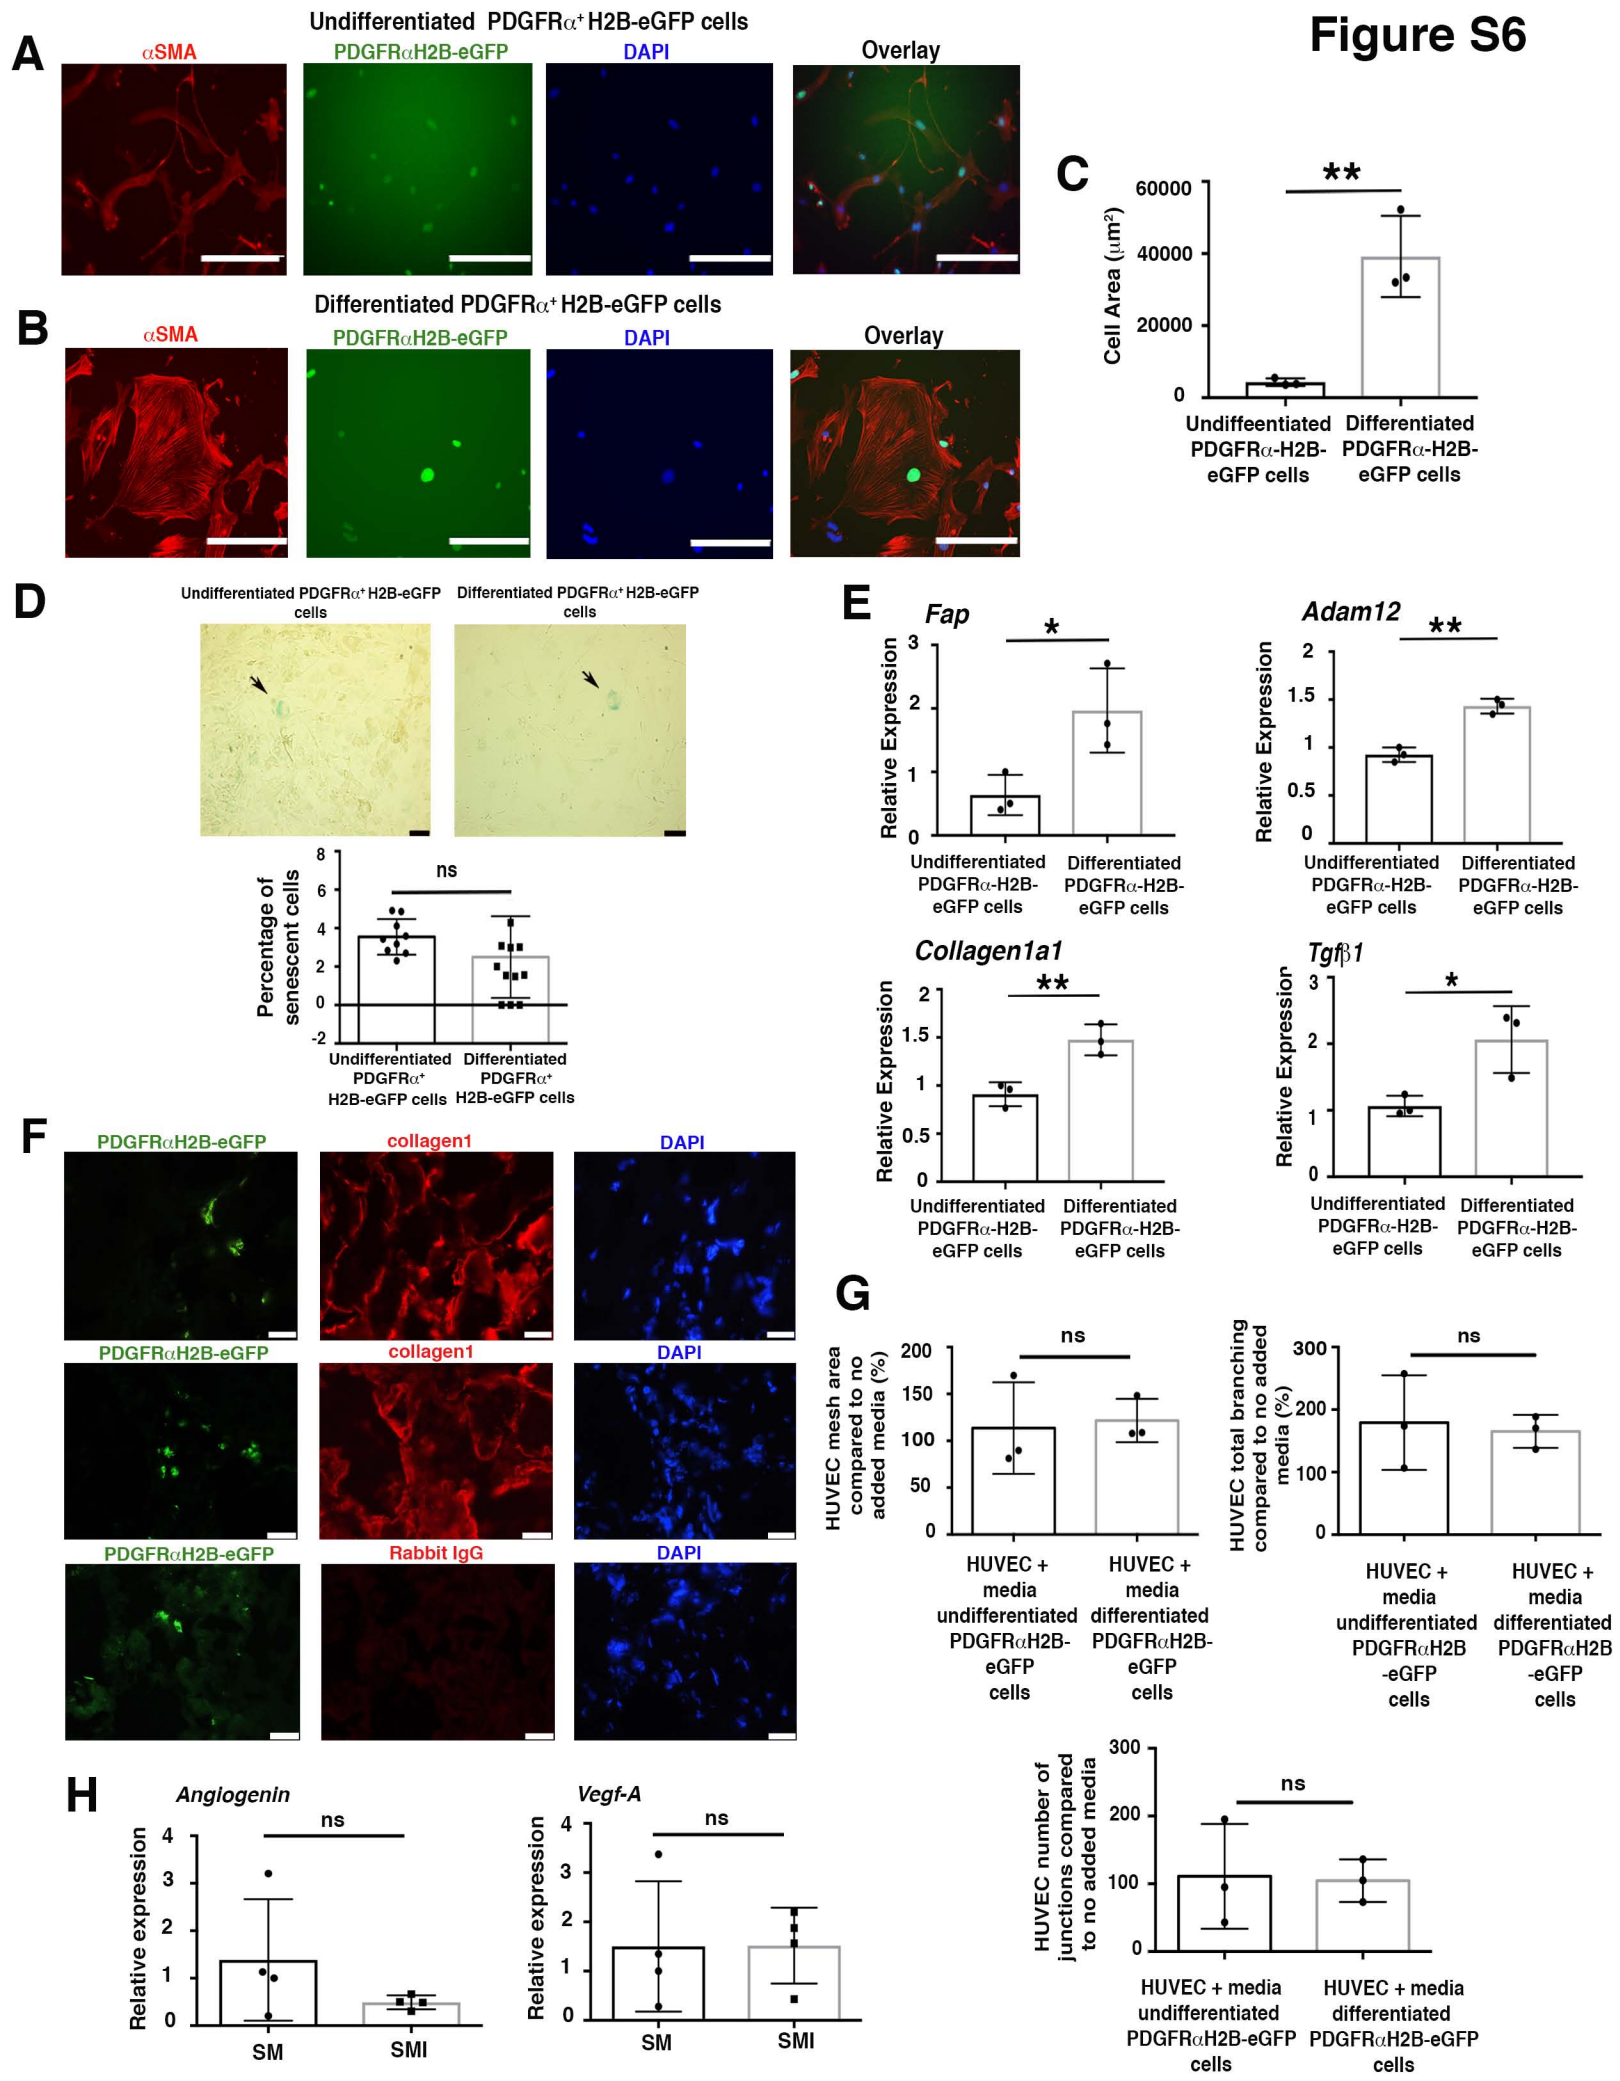 Figure S6
A
Undifferentiated PDGFRα+ H2B-eGFP cells
αSMA
PDGFRαH2B-eGFP
DAPI
Overlay
B
Differentiated PDGFRα+ H2B-eGFP cells
αSMA
PDGFRαH2B-eGFP
DAPI
Overlay
C
**
Cell Area (μm2)
60000
40000
20000
0
Undiffeentiated
PDGFRα-H2B-
eGFP cells
Differentiated
PDGFRα-H2B-
eGFP cells
D
Undifferentiated PDGFRα+ H2B-eGFP
cells
Differentiated PDGFRα+ H2B-eGFP
cells
Percentage of
senescent cells
8
6
4
2
0
-2
ns
Undifferentiated
PDGFRα+
H2B-eGFP cells
Differentiated
PDGFRα+
H2B-eGFP cells
E
Fap
*
Relative Expression
3
2
1
0
Undifferentiated
PDGFRα-H2B-
eGFP cells
Differentiated
PDGFRα-H2B-
eGFP cells
Adam12
**
Relative Expression
2
1.5
1
0.5
0
Undifferentiated
PDGFRα-H2B-
eGFP cells
Differentiated
PDGFRα-H2B-
eGFP cells
Collagen1a1
**
Relative Expression
2
1.5
1
0.5
0
Undifferentiated
PDGFRα-H2B-
eGFP cells
Differentiated
PDGFRα-H2B-
eGFP cells
Tgfβ1
*
Relative Expression
3
2
1
0
Undifferentiated
PDGFRα-H2B-
eGFP cells
Differentiated
PDGFRα-H2B-
eGFP cells
F
PDGFRαH2B-eGFP
collagen1
DAPI
PDGFRαH2B-eGFP
collagen1
DAPI
PDGFRαH2B-eGFP
Rabbit IgG
DAPI
G
HUVEC mesh area
compared to no
added media (%)
200
150
100
50
0
ns
HUVEC +
media
undifferentiated
PDGFRαH2B-
eGFP
cells
HUVEC +
media
differentiated
PDGFRαH2B-
eGFP
cells
HUVEC total branching
compared to no added
media (%)
300
200
100
0
ns
HUVEC +
media
undifferentiated
PDGFRαH2B
-eGFP
cells
HUVEC +
media
differentiated
PDGFRαH2B
-eGFP
cells
HUVEC number of
junctions compared
to no added media
300
200
100
0
ns
HUVEC + media
undifferentiated
PDGFRαH2B-eGFP
cells
HUVEC + media
differentiated
PDGFRαH2B-eGFP
cells
H
Angiogenin
ns
Relative expression
4
3
2
1
0
SM
SMI
Vegf-A
ns
Relative expression
4
3
2
1
0
SM
SMI